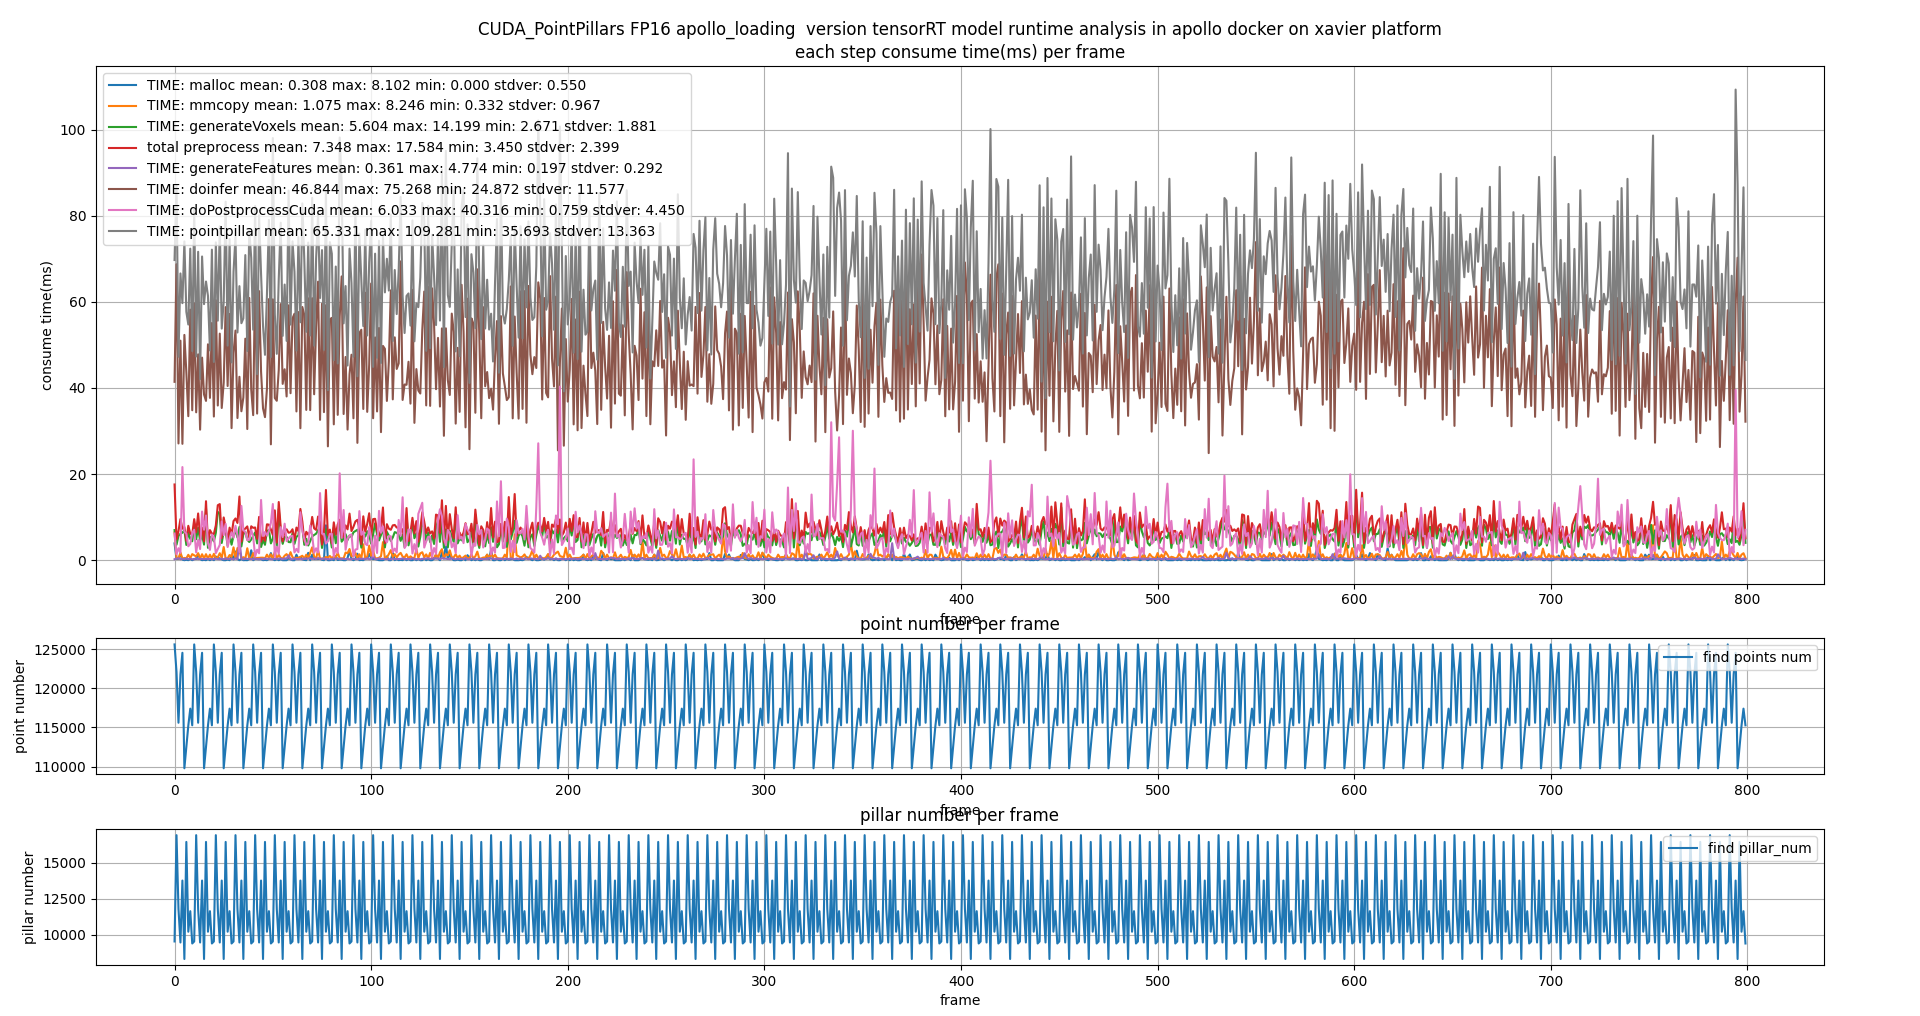 CUDA_PointPillars FP16 apollo_loading  version tensorRT model runtime analysis in apollo docker on xavier platform
each step consume time(ms) per frame
TIME: malloc mean: 0.308 max: 8.102 min: 0.000 stdver: 0.550
TIME: mmcopy mean: 1.075 max: 8.246 min: 0.332 stdver: 0.967
TIME: generateVoxels mean: 5.604 max: 14.199 min: 2.671 stdver: 1.881
total preprocess mean: 7.348 max: 17.584 min: 3.450 stdver: 2.399
TIME: generateFeatures mean: 0.361 max: 4.774 min: 0.197 stdver: 0.292
TIME: doinfer mean: 46.844 max: 75.268 min: 24.872 stdver: 11.577
TIME: doPostprocessCuda mean: 6.033 max: 40.316 min: 0.759 stdver: 4.450
TIME: pointpillar mean: 65.331 max: 109.281 min: 35.693 stdver: 13.363
consume time(ms)
100
80
60
40
20
0
0 100 200 300 400 500 600 700 800
frame
point number per frame
find points num
point number
125000
120000
115000
110000
0 100 200 300 400 500 600 700 800
frame
pillar number per frame
find pillar_num
pillar number
15000
12500
10000
0 100 200 300 400 500 600 700 800
frame